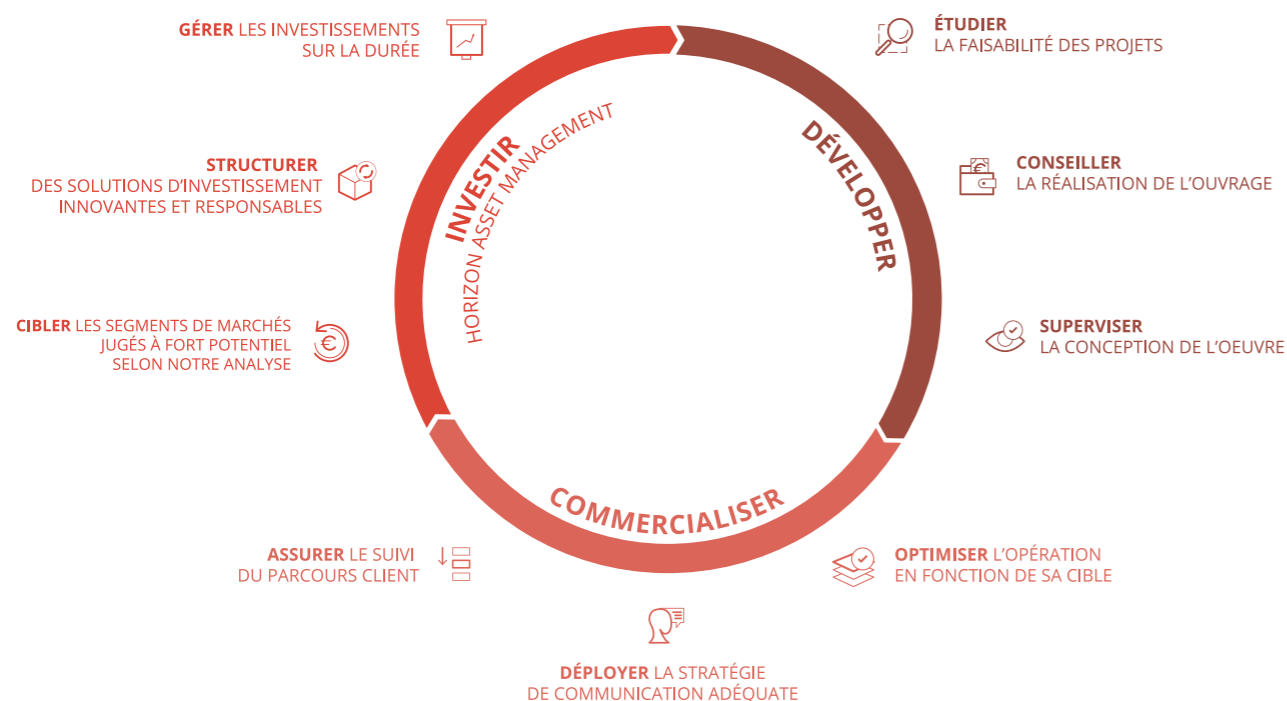 GÉRER LES INVESTISSEMENTS
SUR LA DURÉE
STRUCTURER
DES SOLUTIONS D'INVESTISSEMENT
INNOVANTES ET RESPONSABLES
CIBLER LES SEGMENTS DE MARCHÉS
JUGÉS À FORT POTENTIEL
SELON NOTRE ANALYSE
INVESTIR
HORIZON ASSET MANAGEMENT
DÉVELOPPER
ÉTUDIER
LA FAISABILITÉ DES PROJETS
CONSEILLER
LA RÉALISATION DE L'OUVRAGE
SUPERVISER
LA CONCEPTION DE L'OEUVRE
COMMERCIALISER
ASSURER LE SUIVI
DU PARCOURS CLIENT
DÉPLOYER LA STRATÉGIE
DE COMMUNICATION ADÉQUATE
OPTIMISER L'OPÉRATION
EN FONCTION DE SA CIBLE